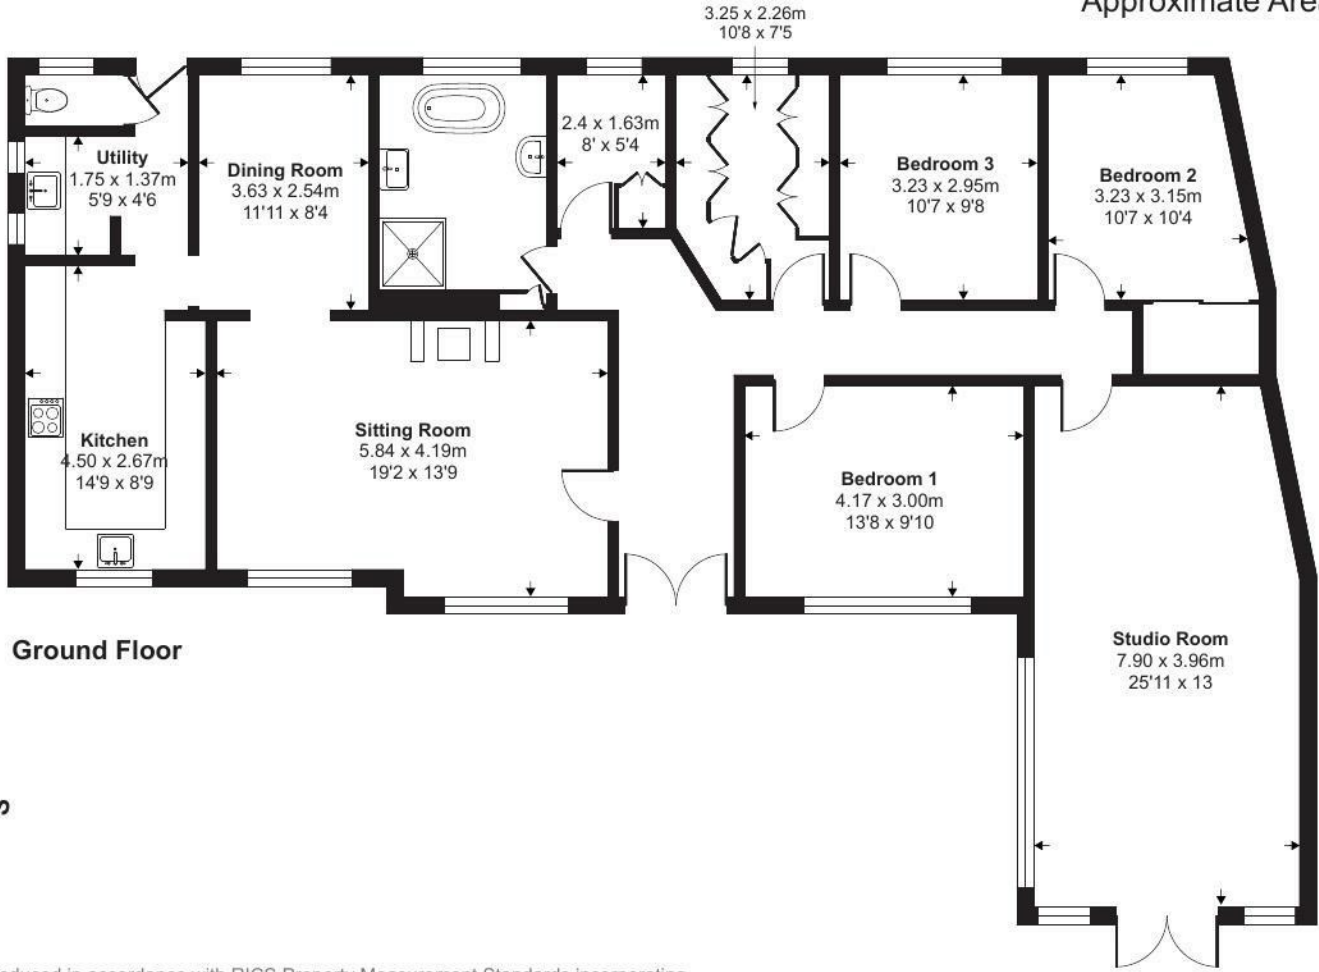 Approximate Are
3.25 x 2.26m
10'8 x 7'5
Utility
1.75 x 1.37m
5'9 x 4'6
Dining Room
3.63 x 2.54m
11'11 x 8'4
2.4 x 1.63m
8' x 5'4
Bedroom 3
3.23 x 2.95m
10'7 x 9'8
Bedroom 2
3.23 x 3.15m
10'7 x 10'4
Kitchen
4.50 x 2.67m
14'9 x 8'9
Sitting Room
5.84 x 4.19m
19'2 x 13'9
Bedroom 1
4.17 x 3.00m
13'8 x 9'10
Studio Room
7.90 x 3.96m
25'11 x 13
Ground Floor